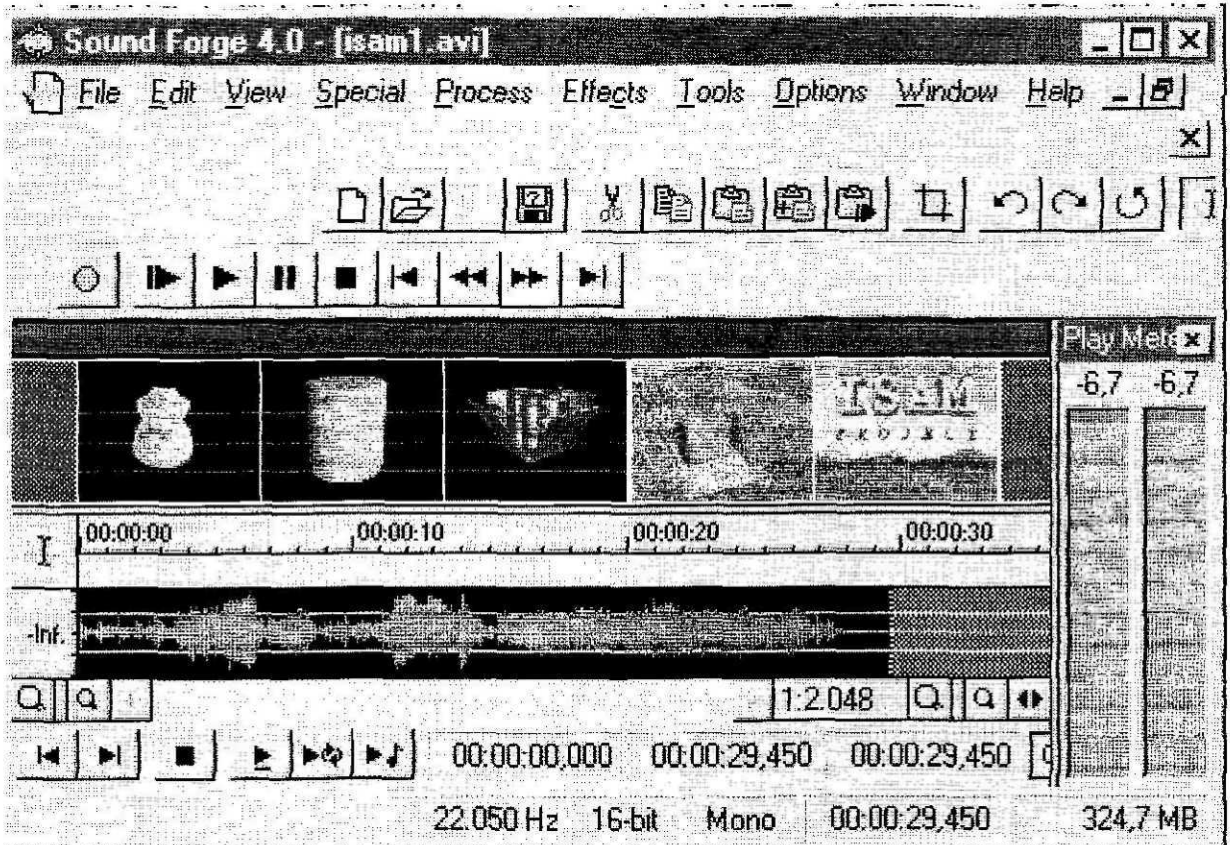 Sound Forge 4.0 - [isam1.avi]
File Edit View Special Process Effects Tools Options Window Help
Play Meter
-6,7 -6,7
ISAM
PROJECT
00:00:00 00:00:10 00:00:20 00:00:30
-Inf.
1:2.048
00:00:00,000 00:00:29,450 00:00:29,450
22.050 Hz 16-bit Mono 00:00:29,450 324,7 MB